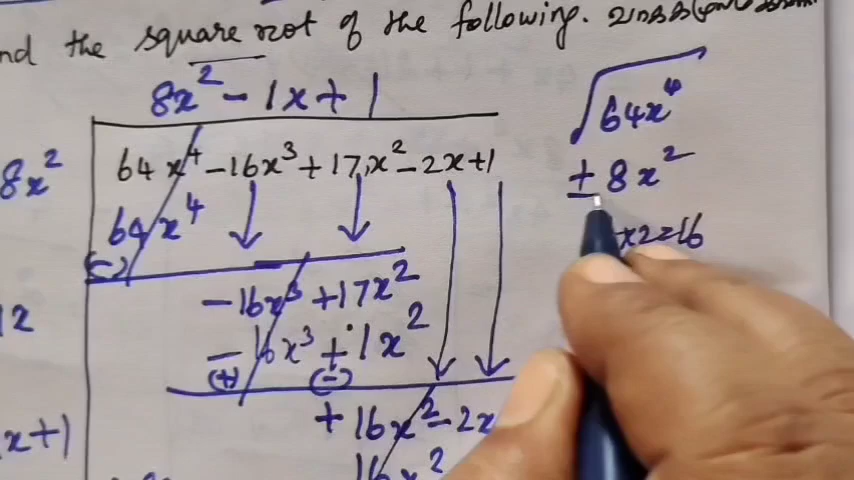 nd the square root of the following.
8x² - 1x + 1
√64x⁴
8x²
64x⁴ - 16x³ + 17x² - 2x + 1
± 8x²
64x⁴
x2=16
(-)
- 16x³ + 17x²
2
- 16x³ + 1x²
(+) (-)
x+1
+ 16x² - 2x
16x²